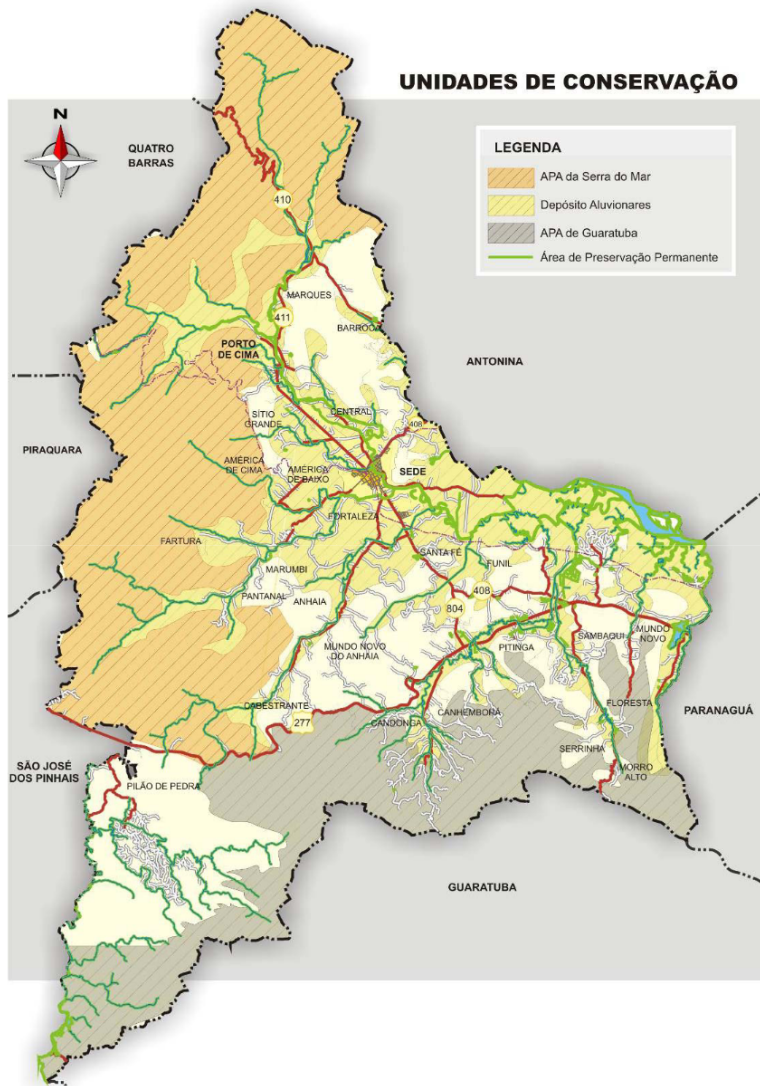 UNIDADES DE CONSERVAÇÃO
N
QUATRO
BARRAS
LEGENDA
APA da Serra do Mar
Depósito Aluvionares
APA de Guaratuba
Área de Preservação Permanente
410
MARQUES
411
BARROCA
PORTO
DE CIMA
ANTONINA
SÍTIO
GRANDE
CENTRAL
408
PIRAQUARA
AMÉRICA
DE CIMA
AMÉRICA
DE BAIXO
SEDE
FORTALEZA
FARTURA
SANTA FÉ
FUNIL
MARUMBI
PANTANAL
ANHAIA
408
804
MUNDO NOVO
DO ANHAIA
PITINGA
SAMBAQUI
MUNDO
NOVO
CABESTRANTE
277
CANDONGA
CANHEMBORA
FLORESTA
PARANAGUÁ
SÃO JOSÉ
DOS PINHAIS
PILÃO DE PEDRA
SERRINHA
MORRO
ALTO
GUARATUBA